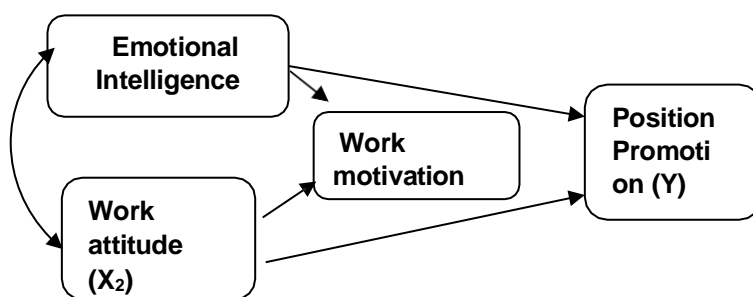 Emotional
Intelligence
Work
motivation
Position
Promoti
on (Y)
Work
attitude
(X₂)